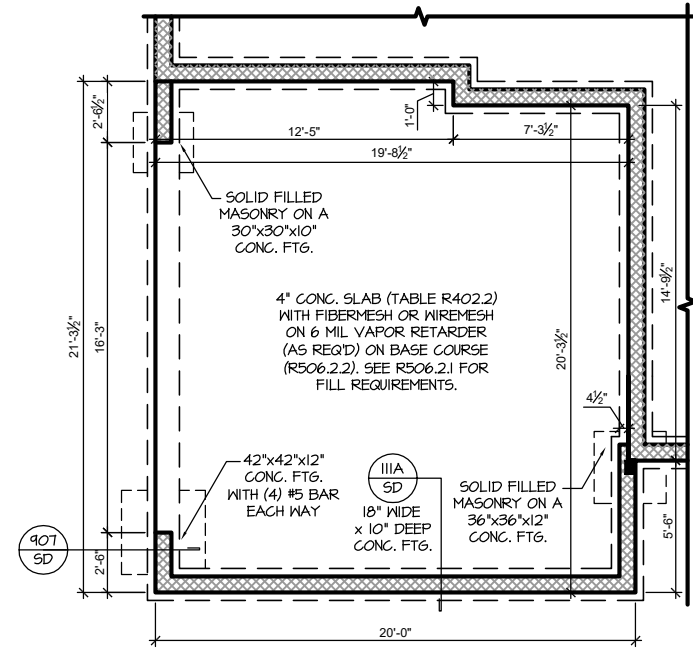 2'-6½"
1'-0"
12'-5"
7'-3½"
19'-8½"
SOLID FILLED
MASONRY ON A
30"x30"x10"
CONC. FTG.
4" CONC. SLAB (TABLE R402.2)
WITH FIBERMESH OR WIREMESH
ON 6 MIL VAPOR RETARDER
(AS REQ'D) ON BASE COURSE
(R506.2.2). SEE R506.2.1 FOR
FILL REQUIREMENTS.
21'-3½"
16'-3"
20'-3½"
14'-9½"
4½"
42"x42"x12"
CONC. FTG.
WITH (4) #5 BAR
EACH WAY
111A
SD
18" WIDE
x 10" DEEP
CONC. FTG.
SOLID FILLED
MASONRY ON A
36"x36"x12"
CONC. FTG.
907
SD
2'-6"
5'-6"
20'-0"